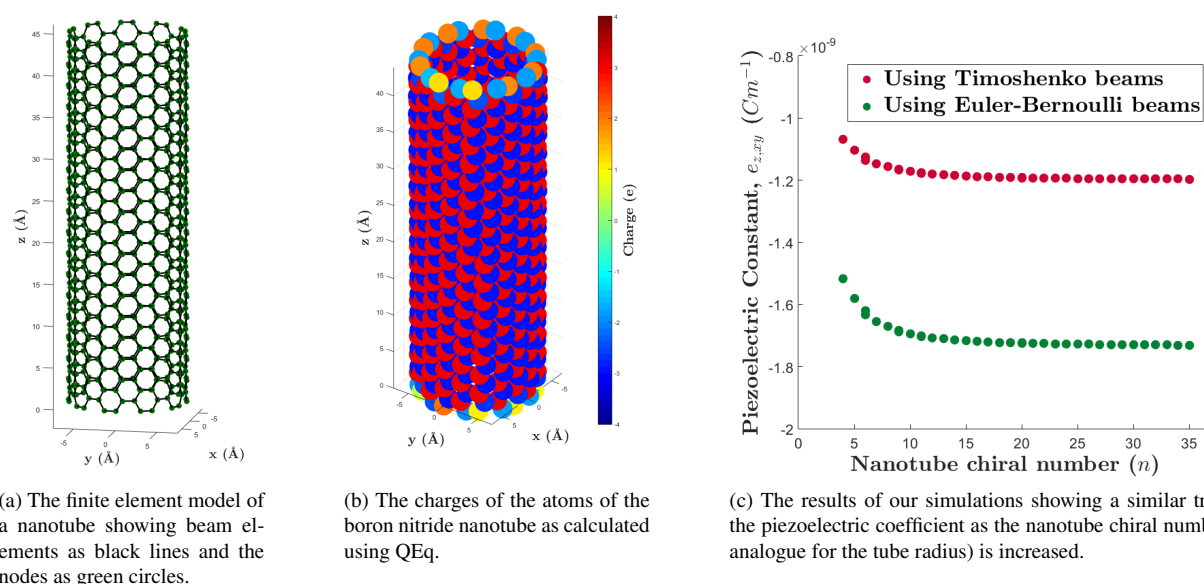 45
40
35
30
25
20
15
10
5
0
z (Å)
-5
0
5
y (Å)
-5
0
5
x (Å)
40
35
30
25
20
15
10
5
0
z (Å)
-5
0
5
y (Å)
-5
0
5
x (Å)
4
3
2
1
0
-1
-2
-3
-4
Charge (e)
×10⁻⁹
-0.8
-1
-1.2
-1.4
-1.6
-1.8
-2
Piezoelectric Constant, e_{z,xy} (Cm⁻¹)
Using Timoshenko beams
Using Euler-Bernoulli beams
0 5 10 15 20 25 30 35
Nanotube chiral number (n)
(a) The finite element model of
a nanotube showing beam el-
ements as black lines and the
nodes as green circles.
(b) The charges of the atoms of the
boron nitride nanotube as calculated
using QEq.
(c) The results of our simulations showing a similar
the piezoelectric coefficient as the nanotube chiral
analogue for the tube radius) is increased.